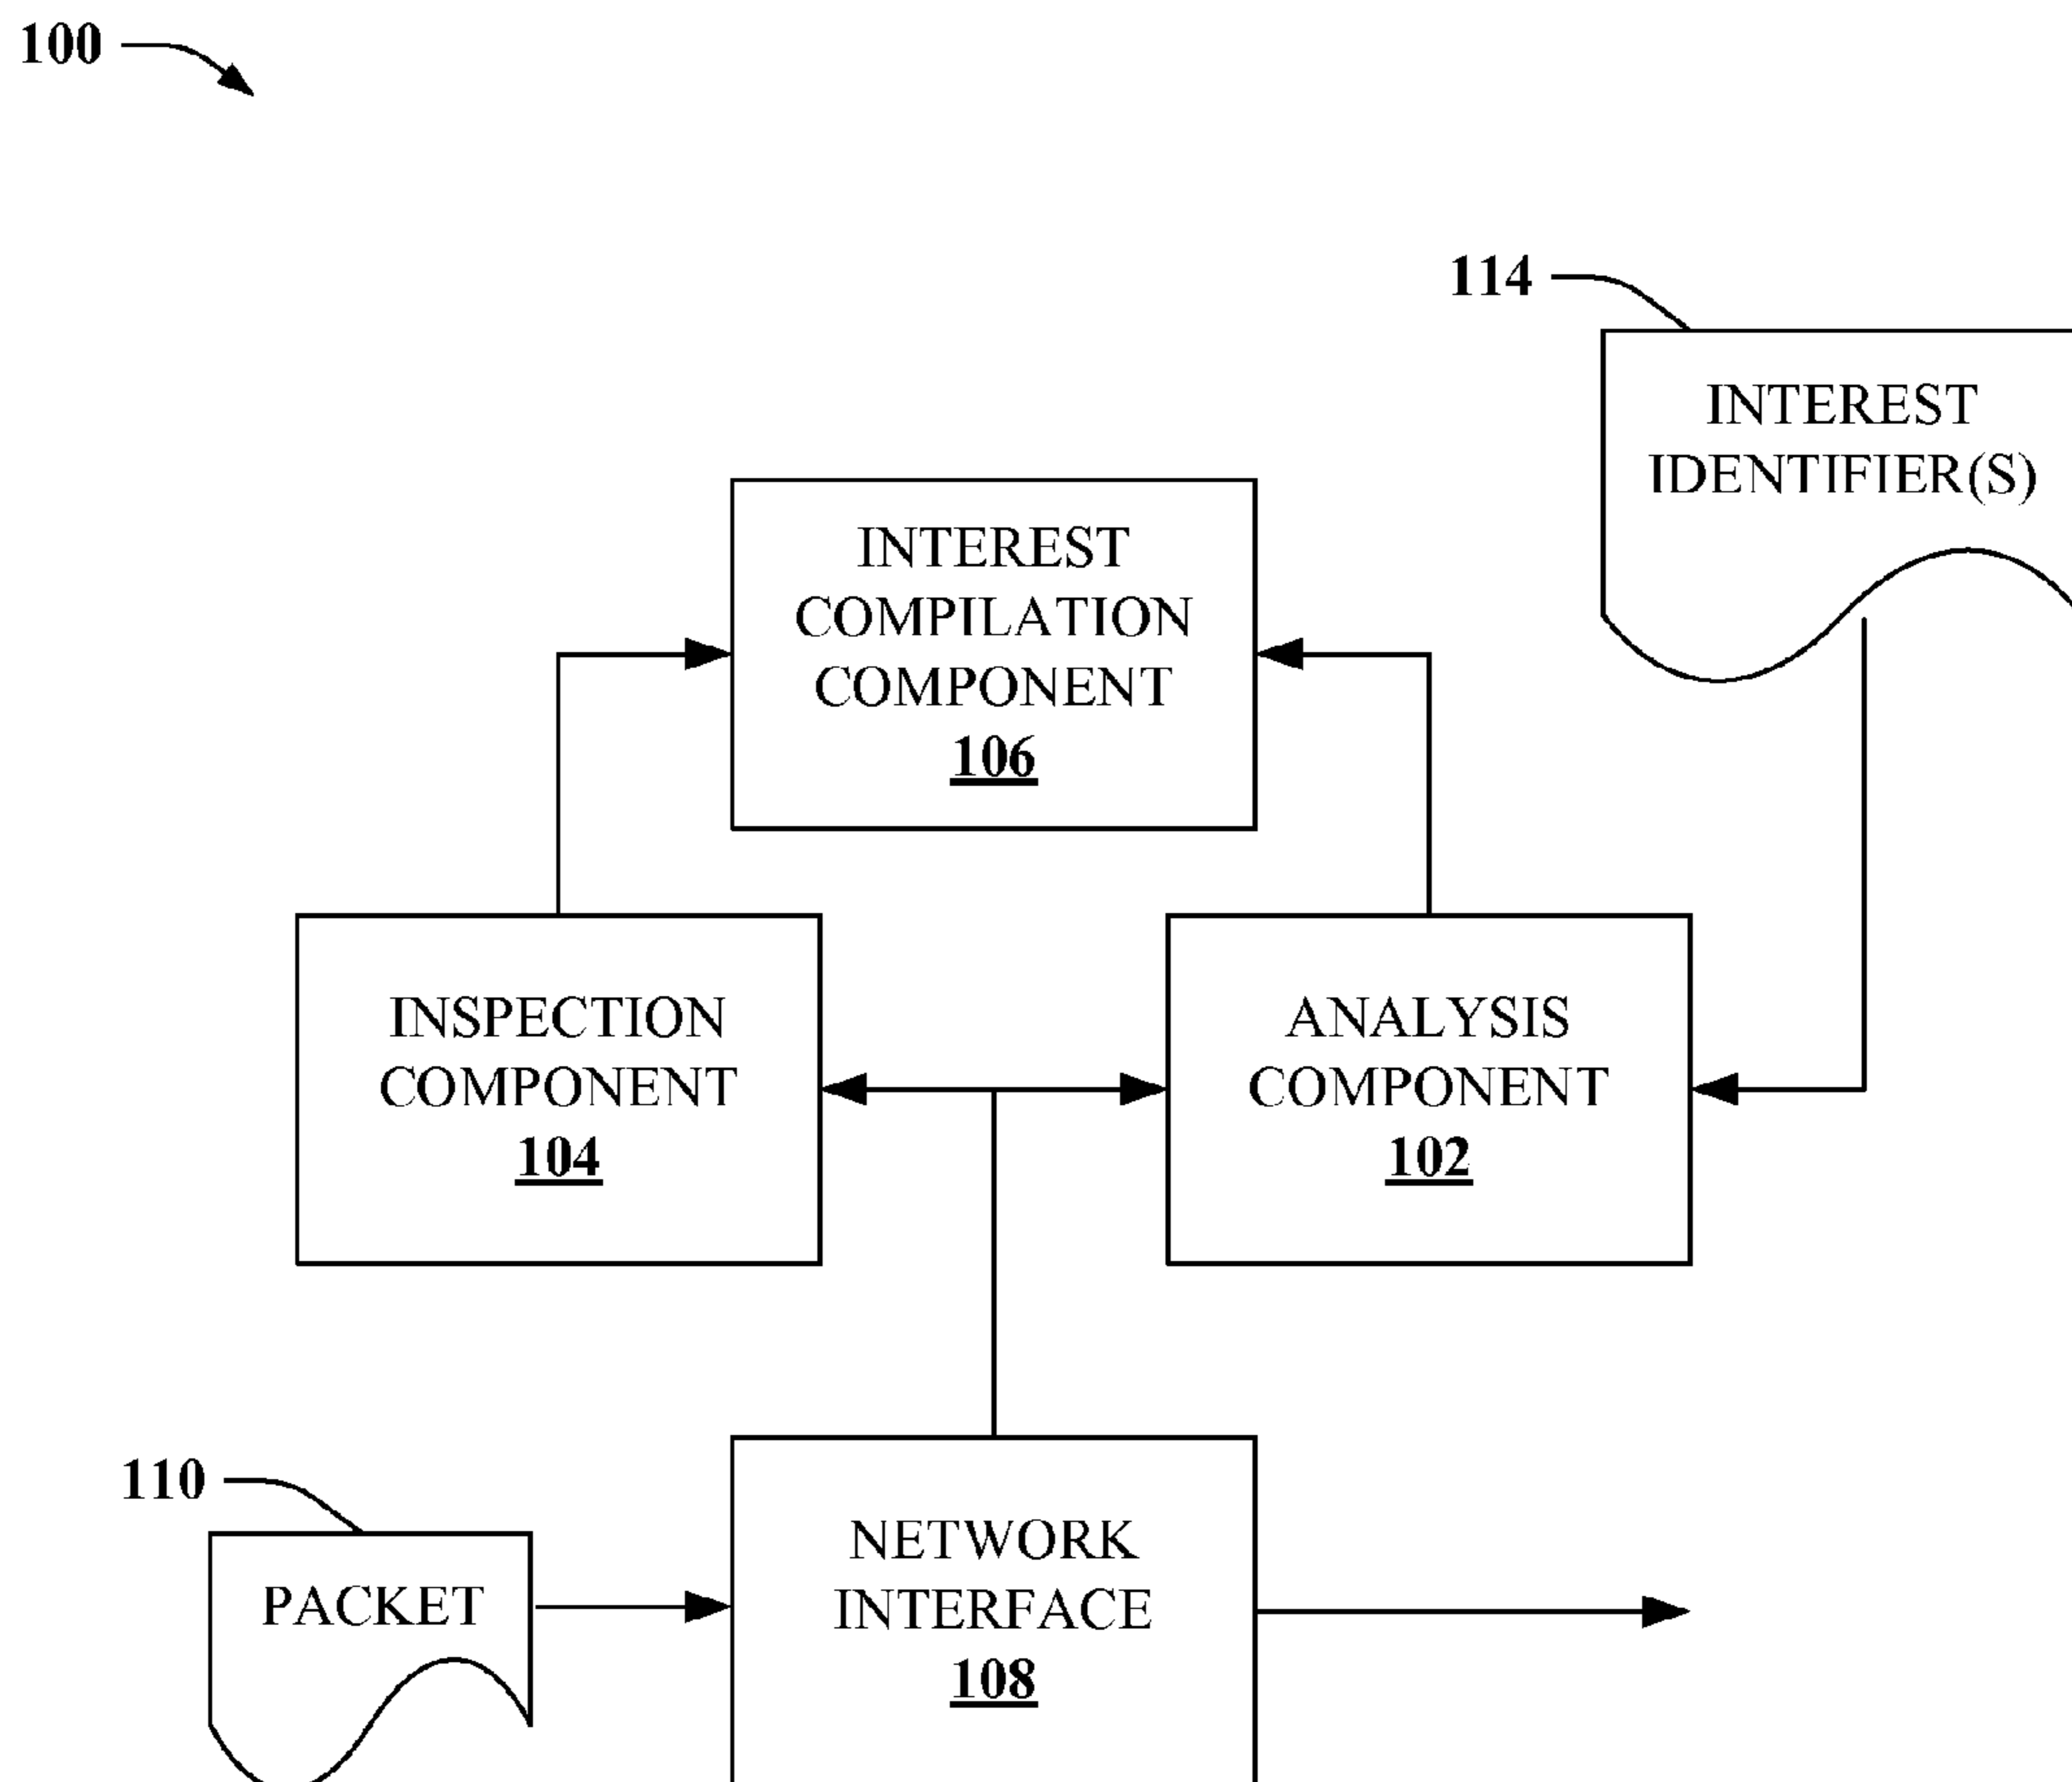 100
114
INTEREST
IDENTIFIER(S)
INTEREST
COMPILATION
COMPONENT
106
INSPECTION
COMPONENT
104
ANALYSIS
COMPONENT
102
110
PACKET
NETWORK
INTERFACE
108